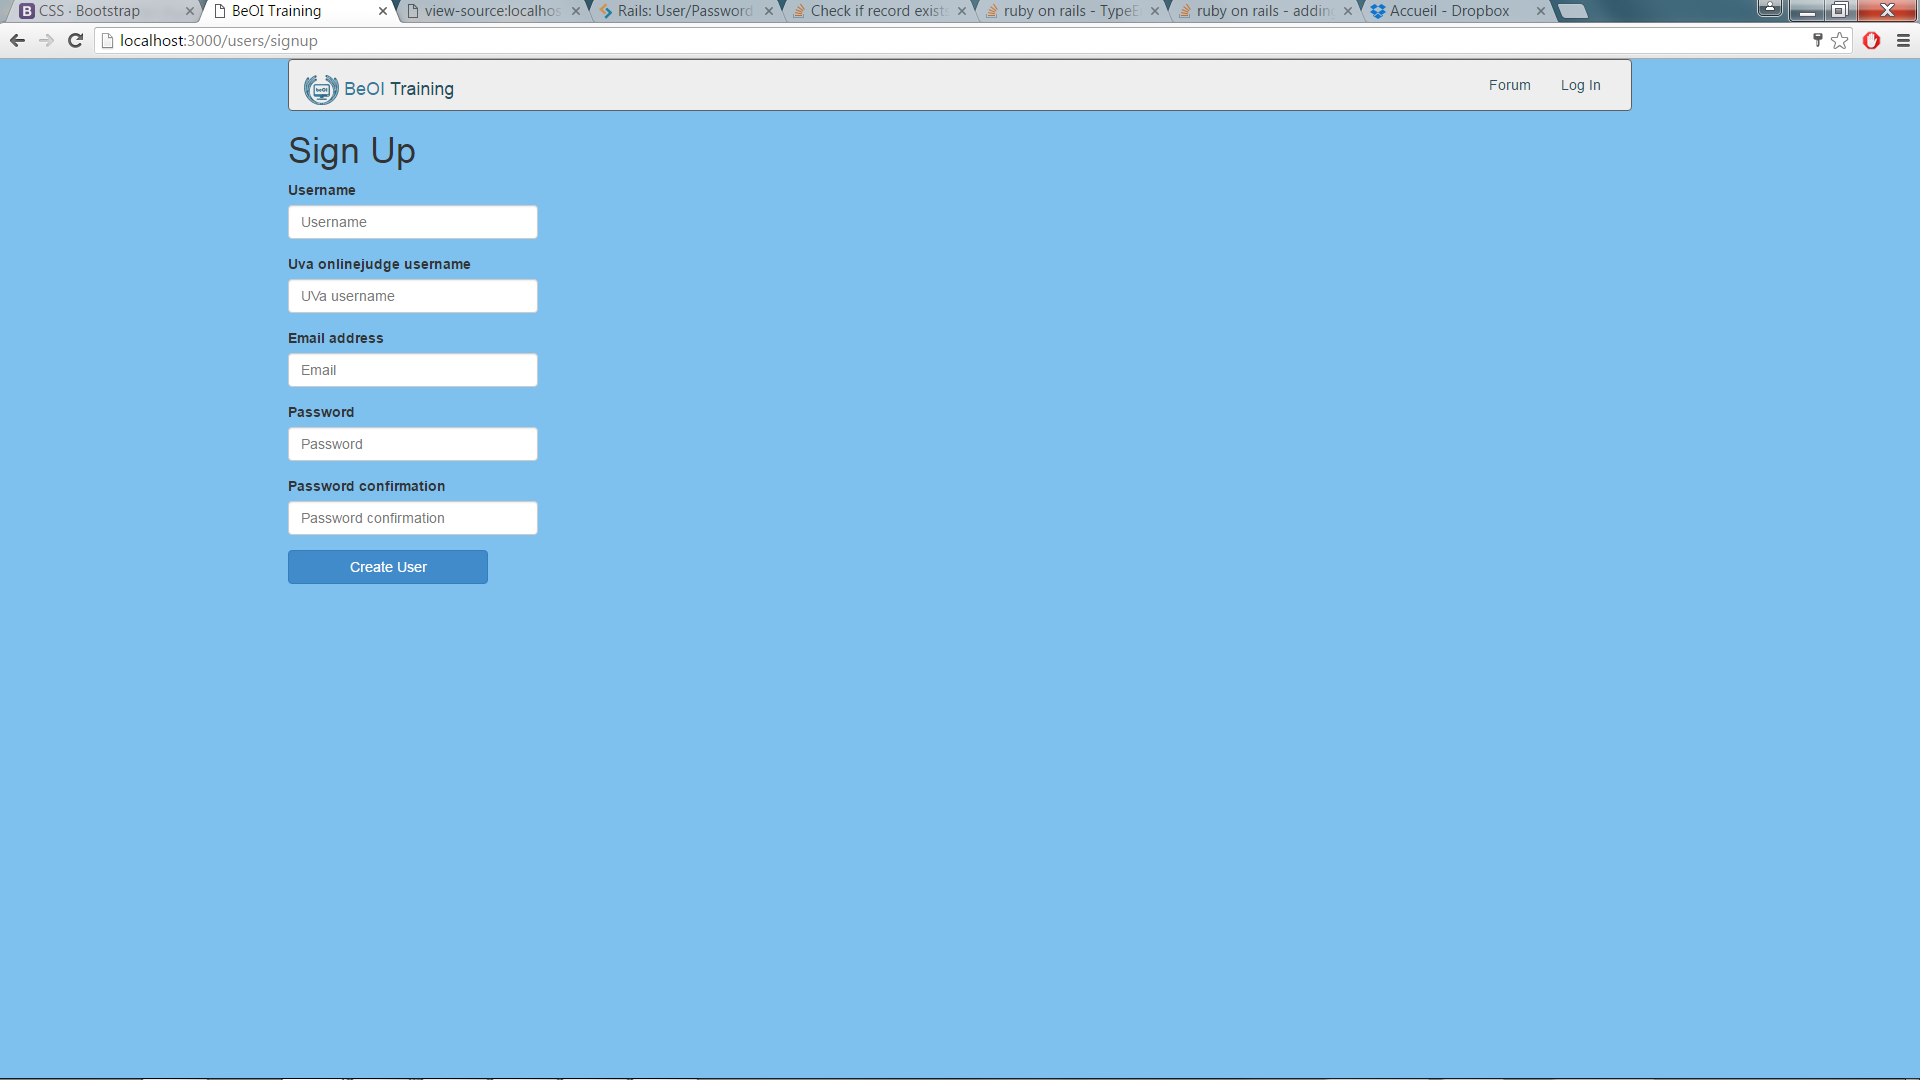 CSS · Bootstrap
BeOI Training
view-source:localhos
Rails: User/Password
Check if record exist
ruby on rails - Type
ruby on rails - addin
Accueil - Dropbox
localhost:3000/users/signup
BeOI Training
Forum
Log In
Sign Up
Username
Username
Uva onlinejudge username
UVa username
Email address
Email
Password
Password
Password confirmation
Password confirmation
Create User